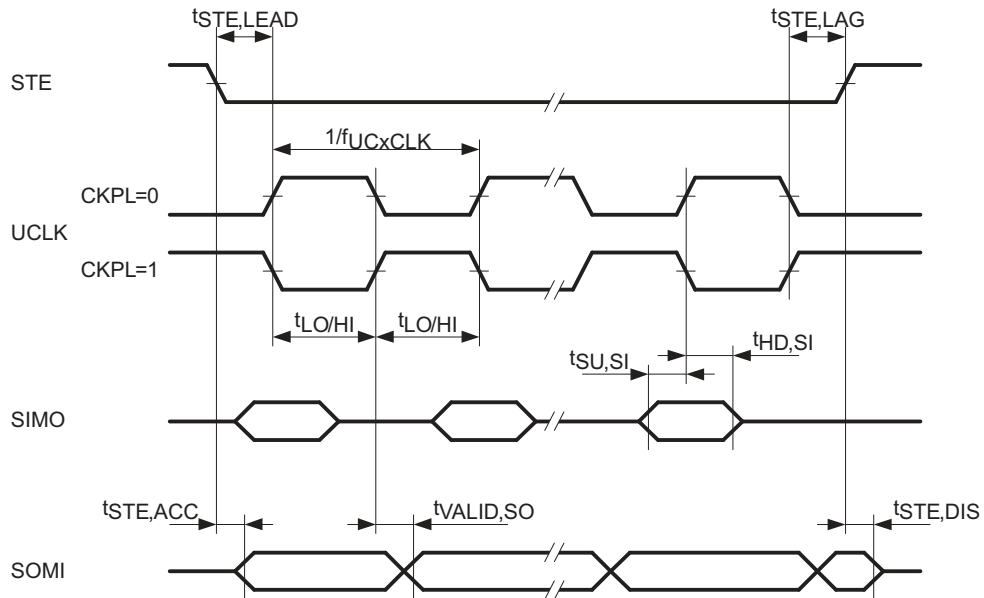 tSTE,LEAD
tSTE,LAG
STE
1/fUCxCLK
CKPL=0
UCLK
CKPL=1
tLO/HI
tLO/HI
tHD,SI
tSU,SI
SIMO
tSTE,ACC
tVALID,SO
tSTE,DIS
SOMI